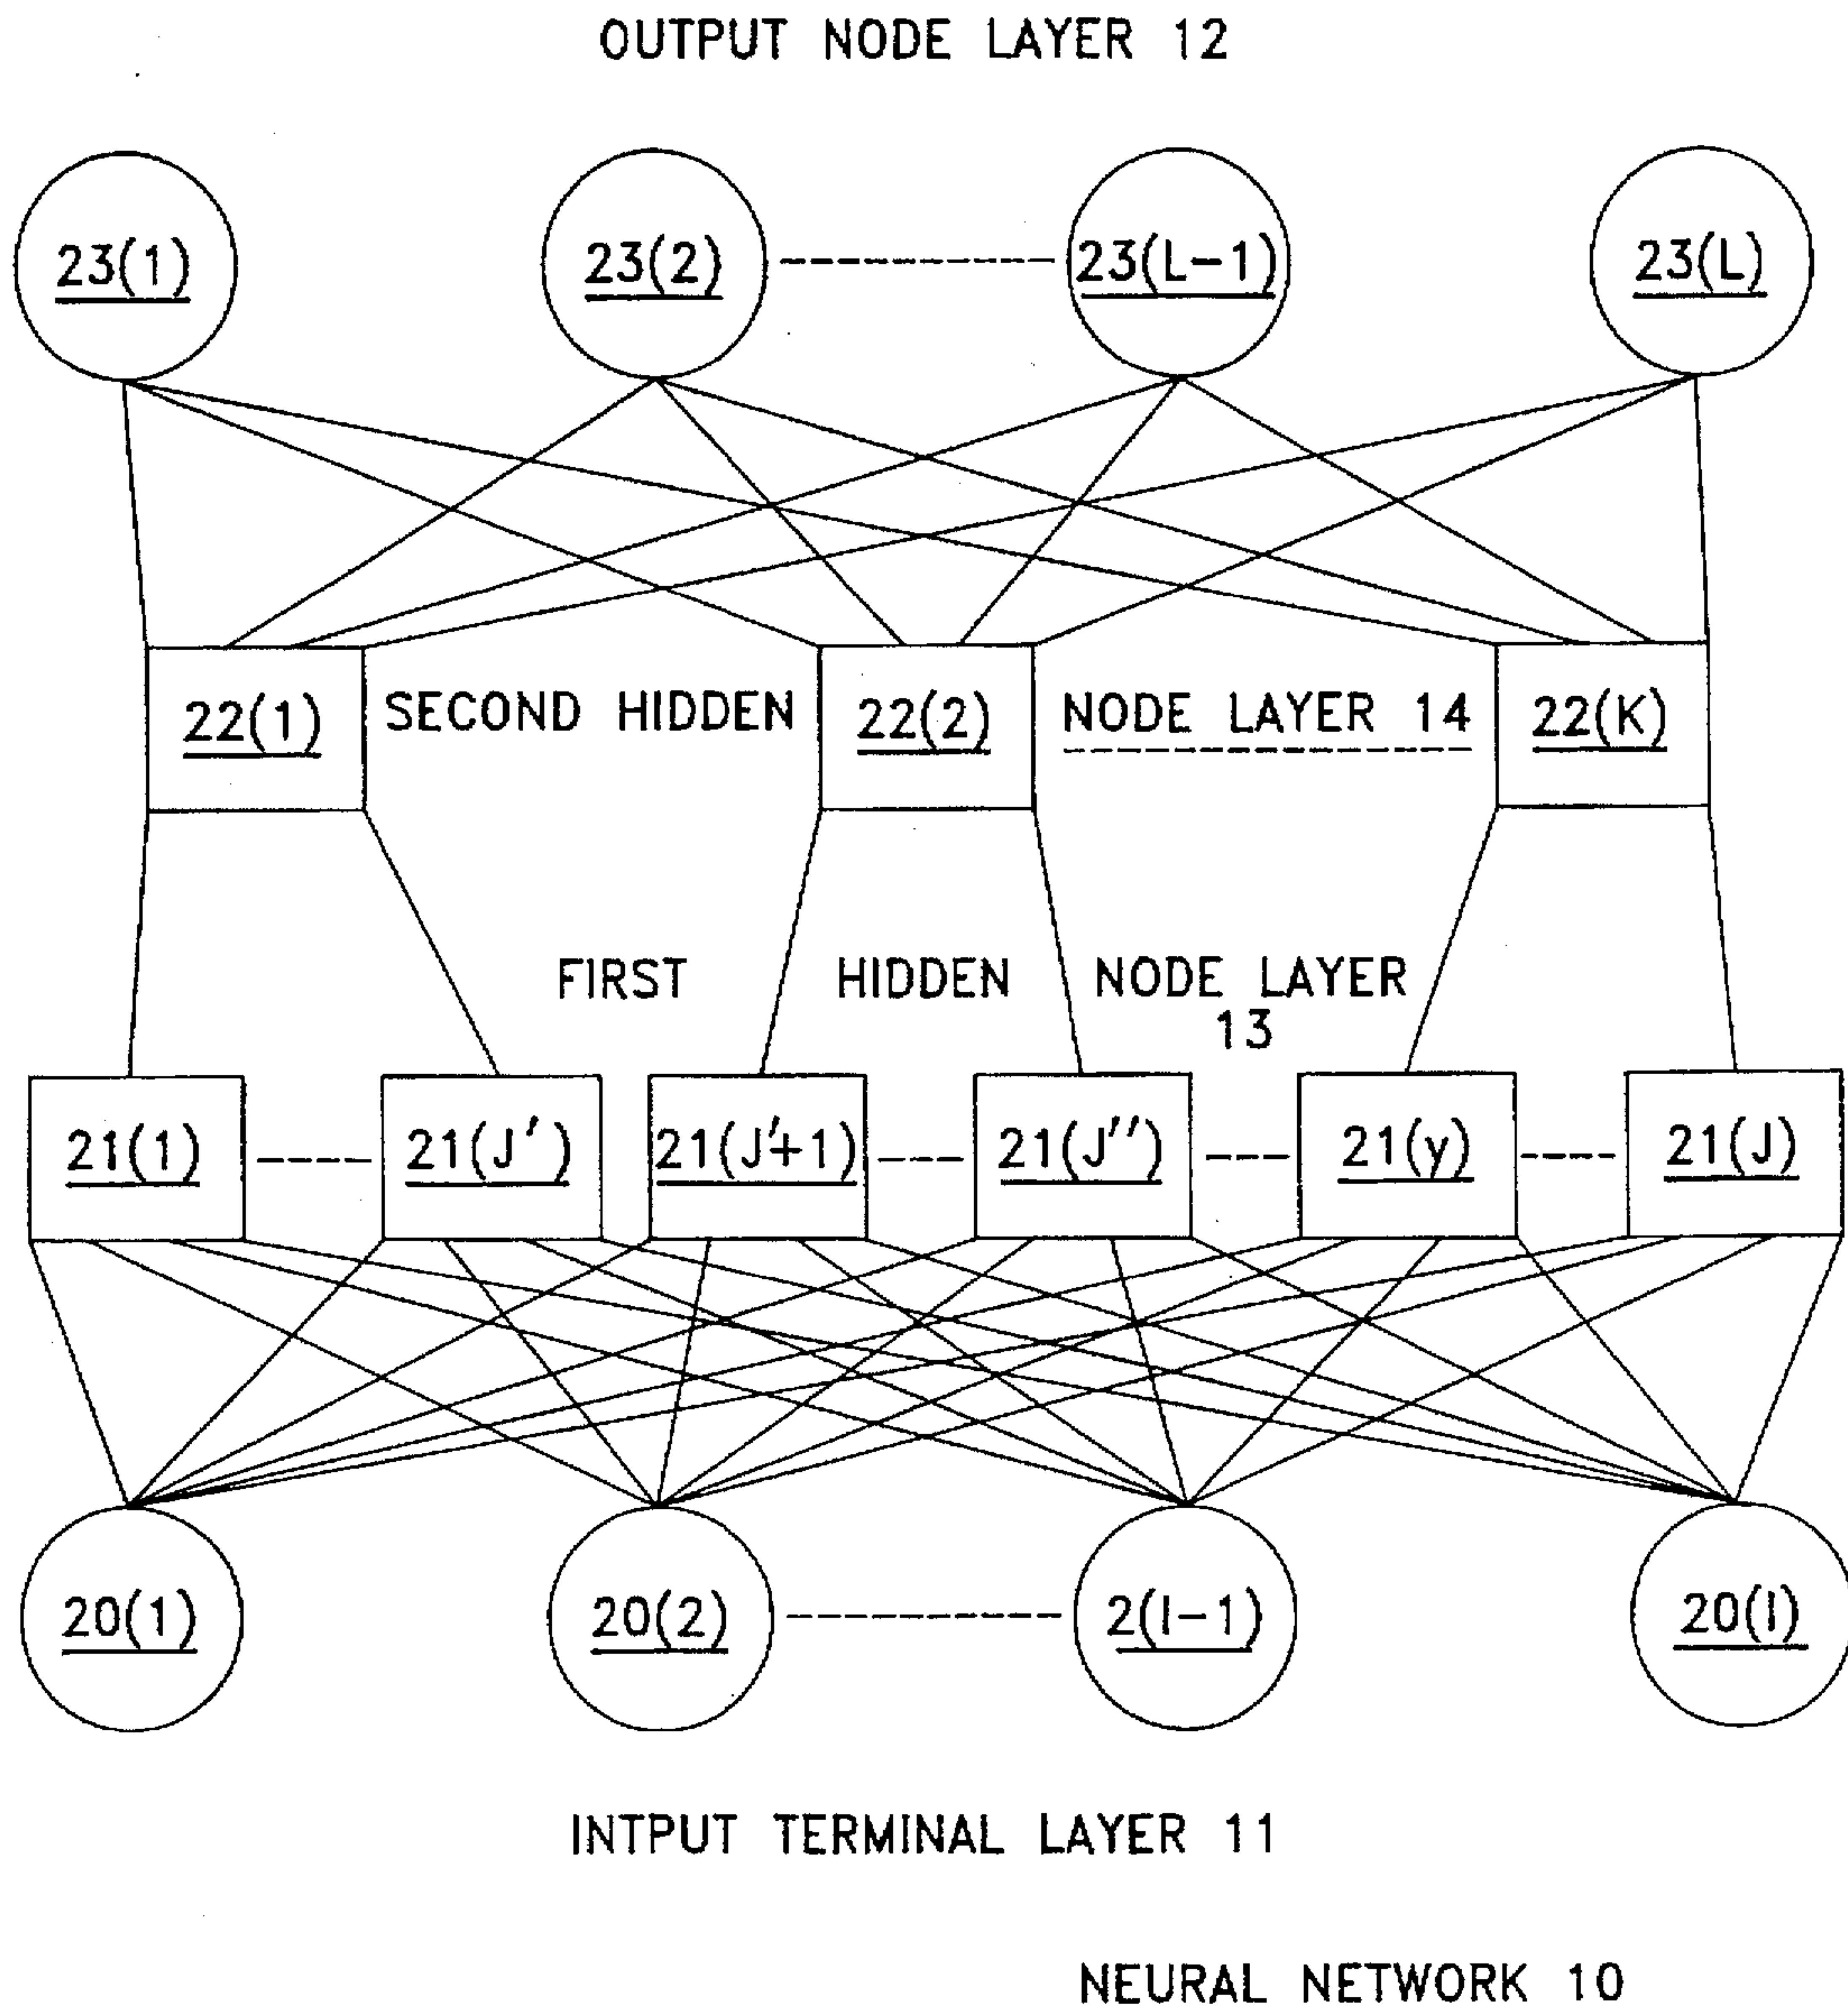 OUTPUT NODE LAYER 12
23(1) 23(2) 23(L-1) 23(L)
22(1) SECOND HIDDEN 22(2) NODE LAYER 14 22(K)
FIRST HIDDEN NODE LAYER
13
21(1) 21(J') 21(J'+1) 21(J'') 21(y) 21(J)
20(1) 20(2) 2(I-1) 20(I)
INTPUT TERMINAL LAYER 11
NEURAL NETWORK 10